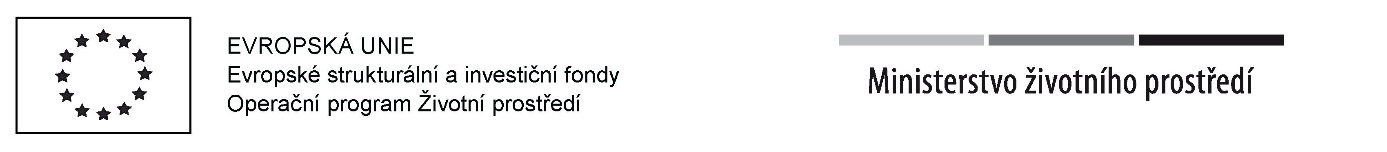 EVROPSKÁ UNIE
Evropské strukturální a investiční fondy
Operační program Životní prostředí
Ministerstvo životního prostředí